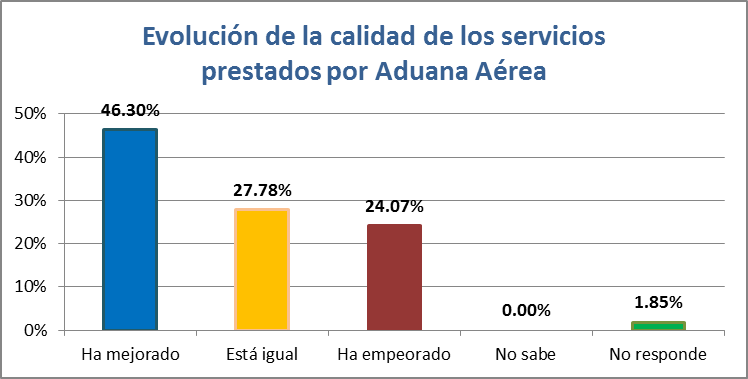 Evolución de la calidad de los servicios
prestados por Aduana Aérea
50%
40%
30%
20%
10%
0%
46.30%
27.78%
24.07%
0.00%
1.85%
Ha mejorado
Está igual
Ha empeorado
No sabe
No responde